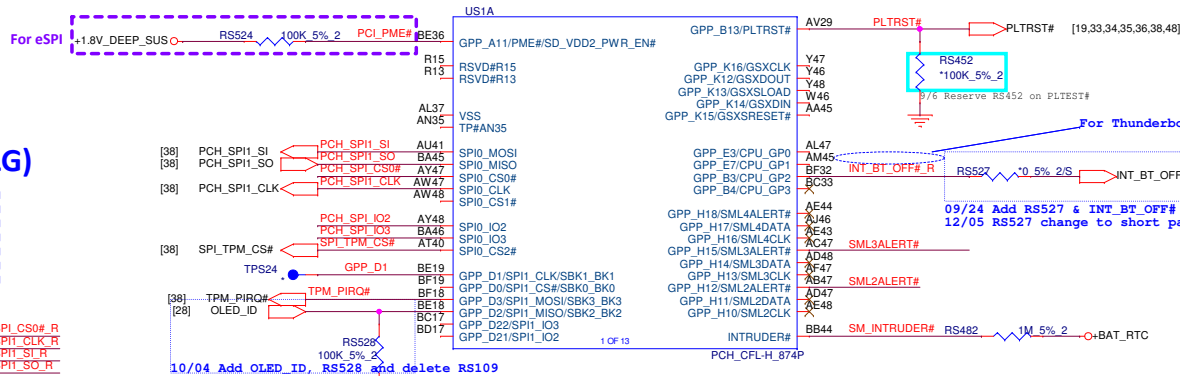 US1A
For eSPI
+1.8V_DEEP_SUS
RS524
100K_5%_2
PCI_PME#
BE36
GPP_A11/PME#/SD_VDD2_PWR_EN#
R15
RSVD#R15
R13
RSVD#R13
AL37
VSS
AN35
TP#AN35
[38]
PCH_SPI1_SI
PCH_SPI1_SI
AU41
SPI0_MOSI
[38]
PCH_SPI1_SO
PCH_SPI1_SO
BA45
SPI0_MISO
PCH_SPI_CS0#
AY47
SPI0_CS0#
[38]
PCH_SPI1_CLK
PCH_SPI1_CLK
AW47
SPI0_CLK
AW48
SPI0_CS1#
PCH_SPI_IO2
AY48
SPI0_IO2
PCH_SPI_IO3
BA46
SPI0_IO3
[38]
SPI_TPM_CS#
SPI_TPM_CS#
AT40
SPI0_CS2#
TPS24
GPP_D1
BE19
GPP_D1/SPI1_CLK/SBK1_BK1
BF19
GPP_D0/SPI1_CS#/SBK0_BK0
[38]
TPM_PIRQ#
TPM_PIRQ#
BF18
GPP_D3/SPI1_MOSI/SBK3_BK3
[28]
OLED_ID
BE18
GPP_D2/SPI1_MISO/SBK2_BK2
BC17
GPP_D22/SPI1_IO3
BD17
GPP_D21/SPI1_IO2
RS528
100K_5%_2
10/04 Add OLED_ID, RS528 and delete RS109
G)
SPI_CS0#_R
SPI1_CLK_R
SPI1_SI_R
SPI1_SO_R
GPP_B13/PLTRST#
AV29
PLTRST#
PLTRST#
[19,33,34,35,36,38,48]
RS452
*100K_5%_2
9/6 Reserve RS452 on PLTEST#
GPP_K16/GSXCLK
Y47
GPP_K12/GSXDOUT
Y46
GPP_K13/GSXSLOAD
Y48
GPP_K14/GSXDIN
W46
GPP_K15/GSXSRESET#
AA45
For Thunderbo
GPP_E3/CPU_GP0
AL47
GPP_E7/CPU_GP1
AM45
GPP_B3/CPU_GP2
BF32
INT_BT_OFF#_R
RS527
*0_5%_2/S
INT_BT_OFF
GPP_B4/CPU_GP3
BC33
09/24 Add RS527 & INT_BT_OFF#
12/05 RS527 change to short pa
GPP_H18/SML4ALERT#
AE44
GPP_H17/SML4DATA
AJ46
GPP_H16/SML4CLK
AE43
GPP_H15/SML3ALERT#
AC47
SML3ALERT#
GPP_H14/SML3DATA
AD48
GPP_H13/SML3CLK
AF47
GPP_H12/SML2ALERT#
AB47
SML2ALERT#
GPP_H11/SML2DATA
AD47
GPP_H10/SML2CLK
AE48
INTRUDER#
BB44
SM_INTRUDER#
RS482
1M_5%_2
+BAT_RTC
1 OF 13
PCH_CFL-H_874P